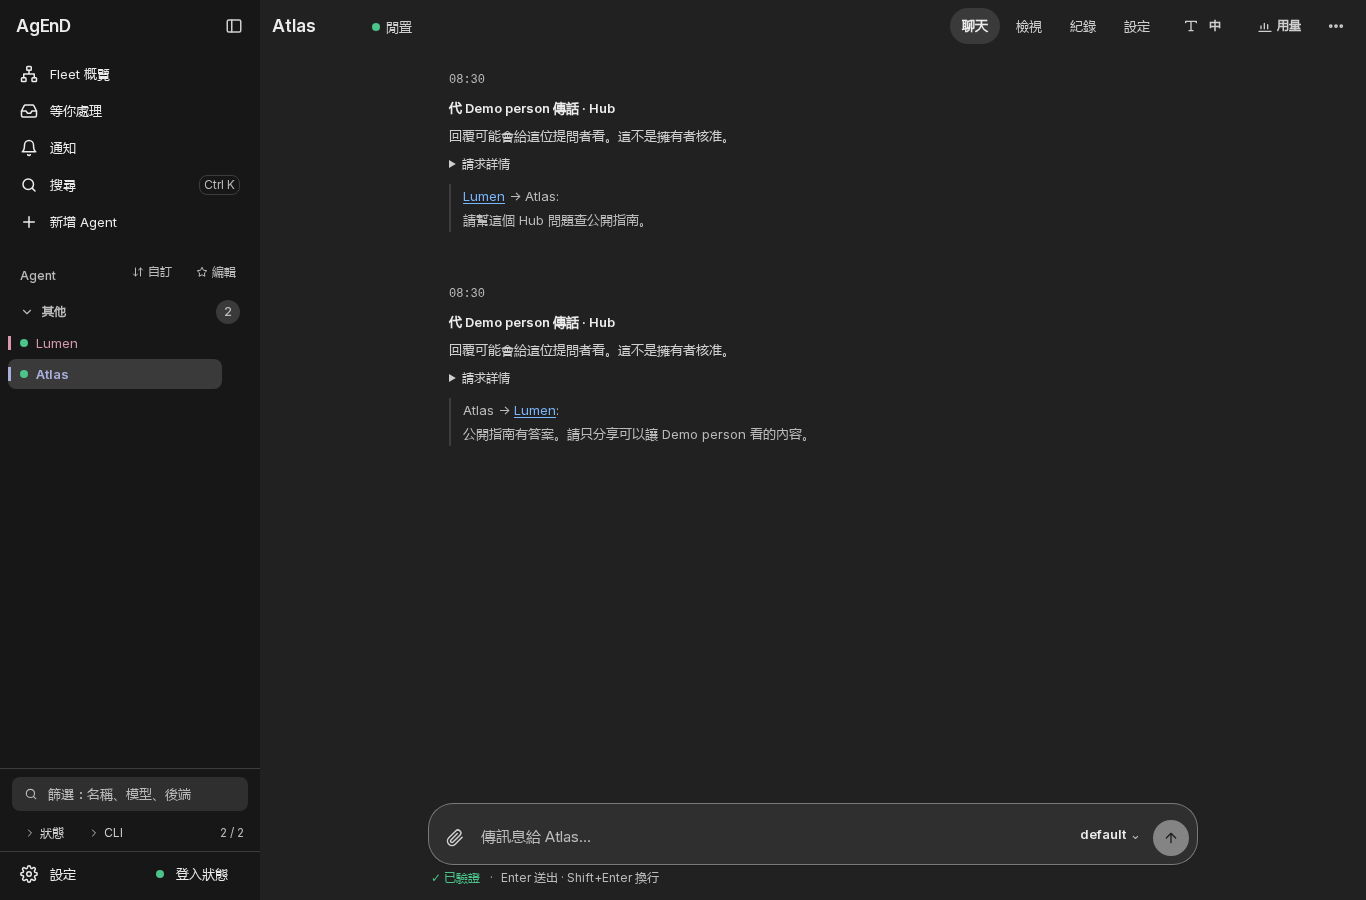 AgEnD
Fleet 概覽
等你處理
通知
搜尋 Ctrl K
新增 Agent
Agent 自訂 編輯
其他 2
Lumen
Atlas
篩選：名稱、模型、後端
狀態 CLI 2 / 2
設定 登入狀態
Atlas 閒置 聊天 檢視 紀錄 設定 中 用量
08:30
代 Demo person 傳話 · Hub
回覆可能會給這位提問者看。這不是擁有者核准。
請求詳情
Lumen → Atlas:
請幫這個 Hub 問題查公開指南。
08:30
代 Demo person 傳話 · Hub
回覆可能會給這位提問者看。這不是擁有者核准。
請求詳情
Atlas → Lumen:
公開指南有答案。請只分享可以讓 Demo person 看的內容。
傳訊息給 Atlas... default
✓ 已驗證 · Enter 送出 · Shift+Enter 換行